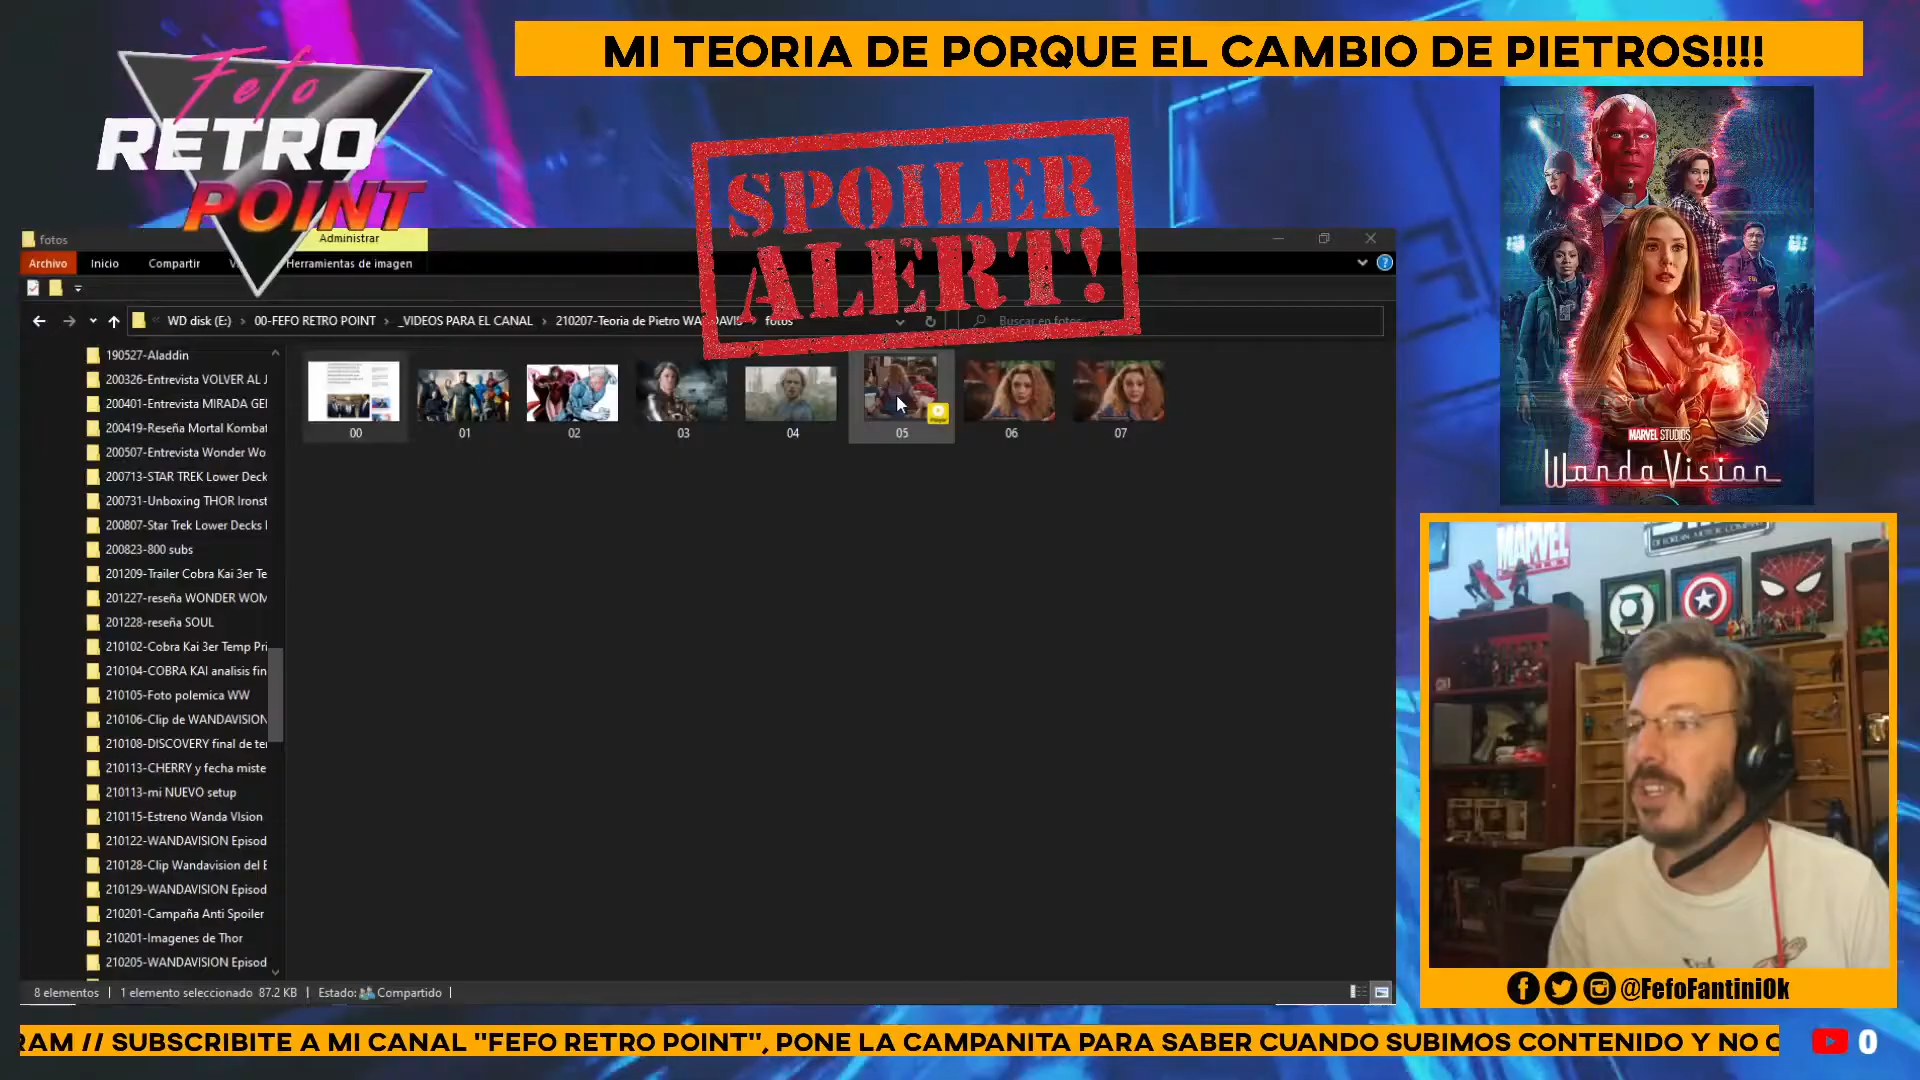 MI TEORIA DE PORQUE EL CAMBIO DE PIETROS!!!!
Fefo
RETRO
POINT
SPOILER
ALERT!
fotos
Administrar
Archivo
Inicio
Compartir
Herramientas de imagen
WD disk (E:) › 00-FEFO RETRO POINT › _VIDEOS PARA EL CANAL › 210207-Teoria de Pietro WANDAVIS › fotos
Buscar en fotos
190527-Aladdin
200326-Entrevista VOLVER AL J
200401-Entrevista MIRADA GEI
200419-Reseña Mortal Kombat
200507-Entrevista Wonder Wo
200713-STAR TREK Lower Deck
200731-Unboxing THOR Ironst
200807-Star Trek Lower Decks
200823-800 subs
201209-Trailer Cobra Kai 3er Te
201227-reseña WONDER WOM
201228-reseña SOUL
210102-Cobra Kai 3er Temp Pri
210104-COBRA KAI analisis fin
210105-Foto polemica WW
210106-Clip de WANDAVISION
210108-DISCOVERY final de te
210113-CHERRY y fecha miste
210113-mi NUEVO setup
210115-Estreno Wanda VIsion
210122-WANDAVISION Episod
210128-Clip Wandavision del E
210129-WANDAVISION Episod
210201-Campaña Anti Spoiler
210201-Imagenes de Thor
210205-WANDAVISION Episod
00
01
02
03
04
05
06
07
8 elementos
1 elemento seleccionado 87.2 KB
Estado: Compartido
MARVEL STUDIOS
WandaVision
MARVEL
@FefoFantiniOk
RAM // SUBSCRIBITE A MI CANAL "FEFO RETRO POINT", PONE LA CAMPANITA PARA SABER CUANDO SUBIMOS CONTENIDO Y NO
0